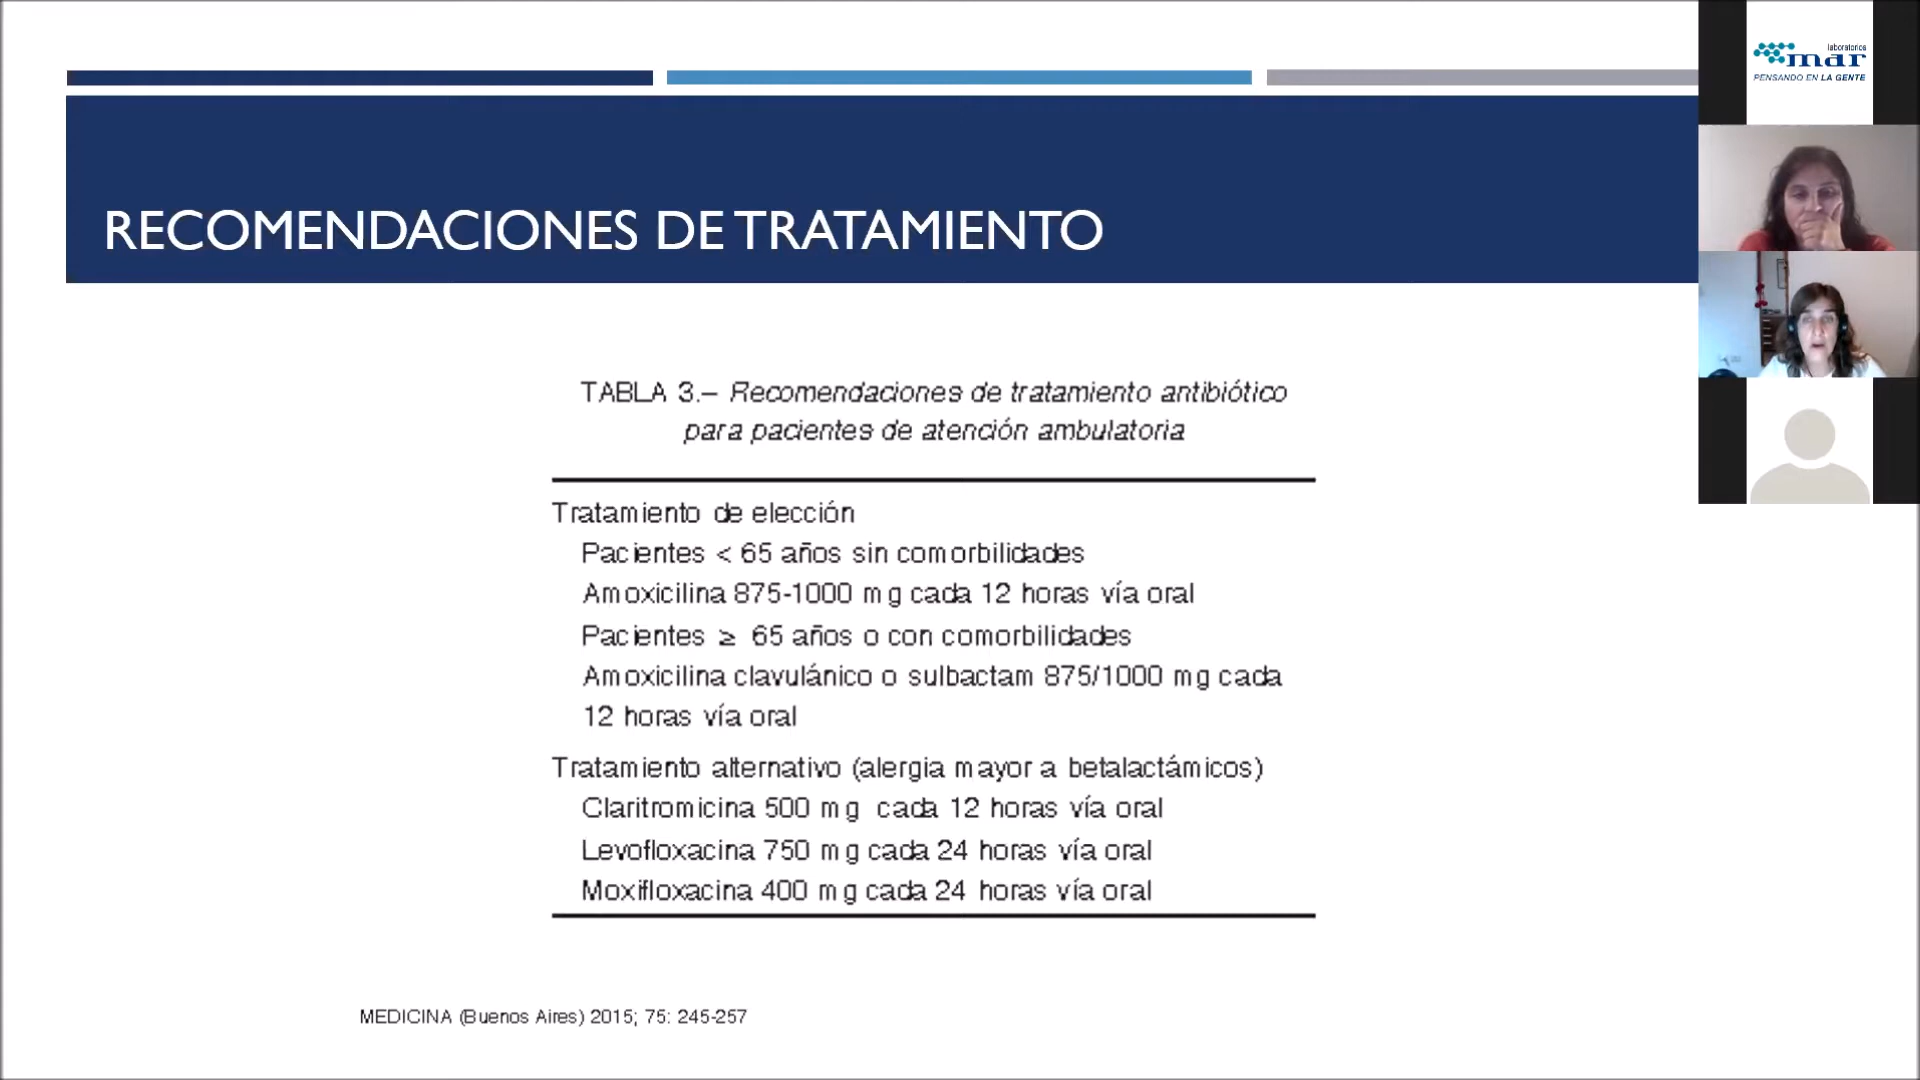 RECOMENDACIONES DE TRATAMIENTO
TABLA 3.– Recomendaciones de tratamiento antibiótico
para pacientes de atención ambulatoria
Tratamiento de elección
Pacientes < 65 años sin comorbilidades
Amoxicilina 875-1000 mg cada 12 horas vía oral
Pacientes ≥ 65 años o con comorbilidades
Amoxicilina clavulánico o sulbactam 875/1000 mg cada
12 horas vía oral
Tratamiento alternativo (alergia mayor a betalactámicos)
Claritromicina 500 mg cada 12 horas vía oral
Levofloxacina 750 mg cada 24 horas vía oral
Moxifloxacina 400 mg cada 24 horas vía oral
MEDICINA (Buenos Aires) 2015; 75: 245-257
laboratorios
mar
PENSANDO EN LA GENTE